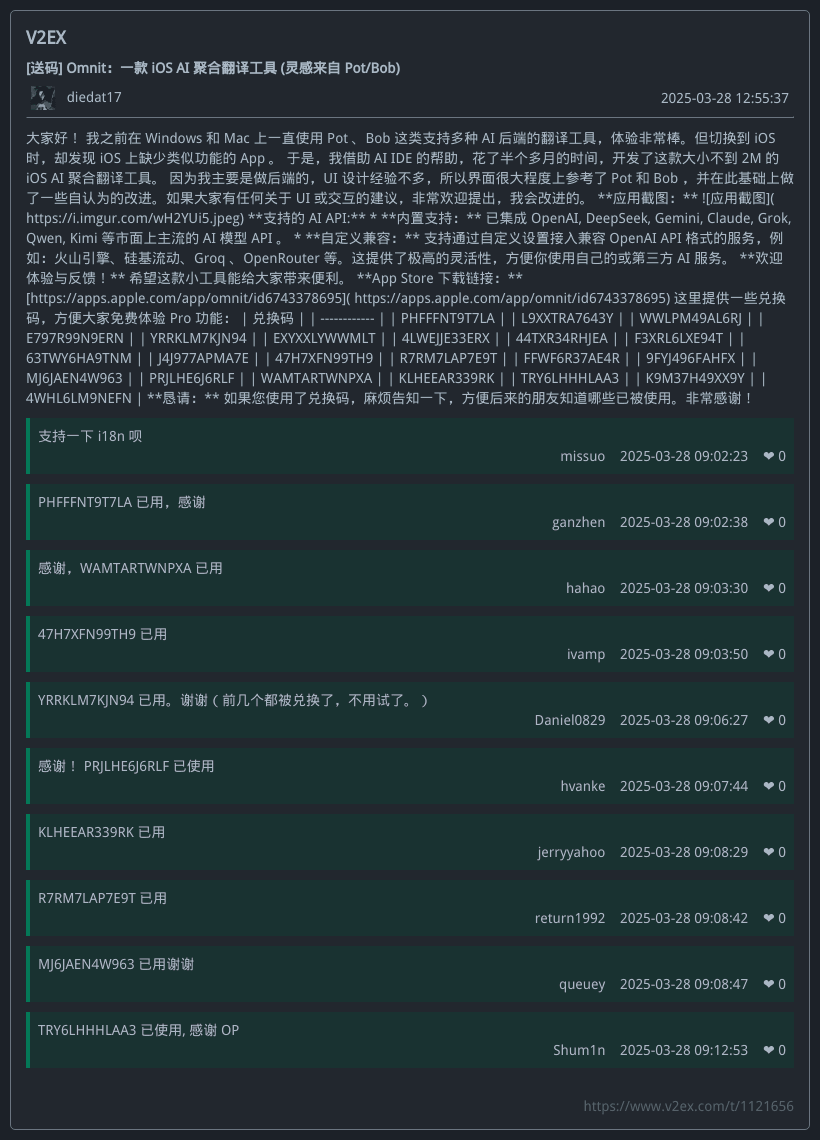 V2EX
[送码] Omnit：一款 iOS AI 聚合翻译工具 (灵感来自 Pot/Bob)
diedat17 2025-03-28 12:55:37
大家好！ 我之前在 Windows 和 Mac 上一直使用 Pot 、Bob 这类支持多种 AI 后端的翻译工具，体验非常棒。但切换到 iOS
时，却发现 iOS 上缺少类似功能的 App 。 于是，我借助 AI IDE 的帮助，花了半个多月的时间，开发了这款大小不到 2M 的
iOS AI 聚合翻译工具。 因为我主要是做后端的，UI 设计经验不多，所以界面很大程度上参考了 Pot 和 Bob ，并在此基础上做
了一些自认为的改进。如果大家有任何关于 UI 或交互的建议，非常欢迎提出，我会改进的。 **应用截图：** ![应用截图](
https://i.imgur.com/wH2YUi5.jpeg) **支持的 AI API:** * **内置支持：** 已集成 OpenAI, DeepSeek, Gemini, Claude, Grok,
Qwen, Kimi 等市面上主流的 AI 模型 API 。 * **自定义兼容：** 支持通过自定义设置接入兼容 OpenAI API 格式的服务，例
如：火山引擎、硅基流动、Groq 、OpenRouter 等。这提供了极高的灵活性，方便你使用自己的或第三方 AI 服务。 **欢迎
体验与反馈！** 希望这款小工具能给大家带来便利。 **App Store 下载链接：**
[https://apps.apple.com/app/omnit/id6743378695]( https://apps.apple.com/app/omnit/id6743378695) 这里提供一些兑换
码，方便大家免费体验 Pro 功能： | 兑换码 | | ------------ | | PHFFFNT9T7LA | | L9XXTRA7643Y | | WWLPM49AL6RJ | |
E797R99N9ERN | | YRRKLM7KJN94 | | EXYXXLYWWMLT | | 4LWEJJE33ERX | | 44TXR34RHJEA | | F3XRL6LXE94T | |
63TWY6HA9TNM | | J4J977APMA7E | | 47H7XFN99TH9 | | R7RM7LAP7E9T | | FFWF6R37AE4R | | 9FYJ496FAHFX | |
MJ6JAEN4W963 | | PRJLHE6J6RLF | | WAMTARTWNPXA | | KLHEEAR339RK | | TRY6LHHHLAA3 | | K9M37H49XX9Y | |
4WHL6LM9NEFN | **恳请：** 如果您使用了兑换码，麻烦告知一下，方便后来的朋友知道哪些已被使用。非常感谢！
支持一下 i18n 呗
missuo 2025-03-28 09:02:23 ❤ 0
PHFFFNT9T7LA 已用，感谢
ganzhen 2025-03-28 09:02:38 ❤ 0
感谢，WAMTARTWNPXA 已用
hahao 2025-03-28 09:03:30 ❤ 0
47H7XFN99TH9 已用
ivamp 2025-03-28 09:03:50 ❤ 0
YRRKLM7KJN94 已用。谢谢（前几个都被兑换了，不用试了。）
Daniel0829 2025-03-28 09:06:27 ❤ 0
感谢！ PRJLHE6J6RLF 已使用
hvanke 2025-03-28 09:07:44 ❤ 0
KLHEEAR339RK 已用
jerryyahoo 2025-03-28 09:08:29 ❤ 0
R7RM7LAP7E9T 已用
return1992 2025-03-28 09:08:42 ❤ 0
MJ6JAEN4W963 已用谢谢
queuey 2025-03-28 09:08:47 ❤ 0
TRY6LHHHLAA3 已使用, 感谢 OP
Shum1n 2025-03-28 09:12:53 ❤ 0
https://www.v2ex.com/t/1121656